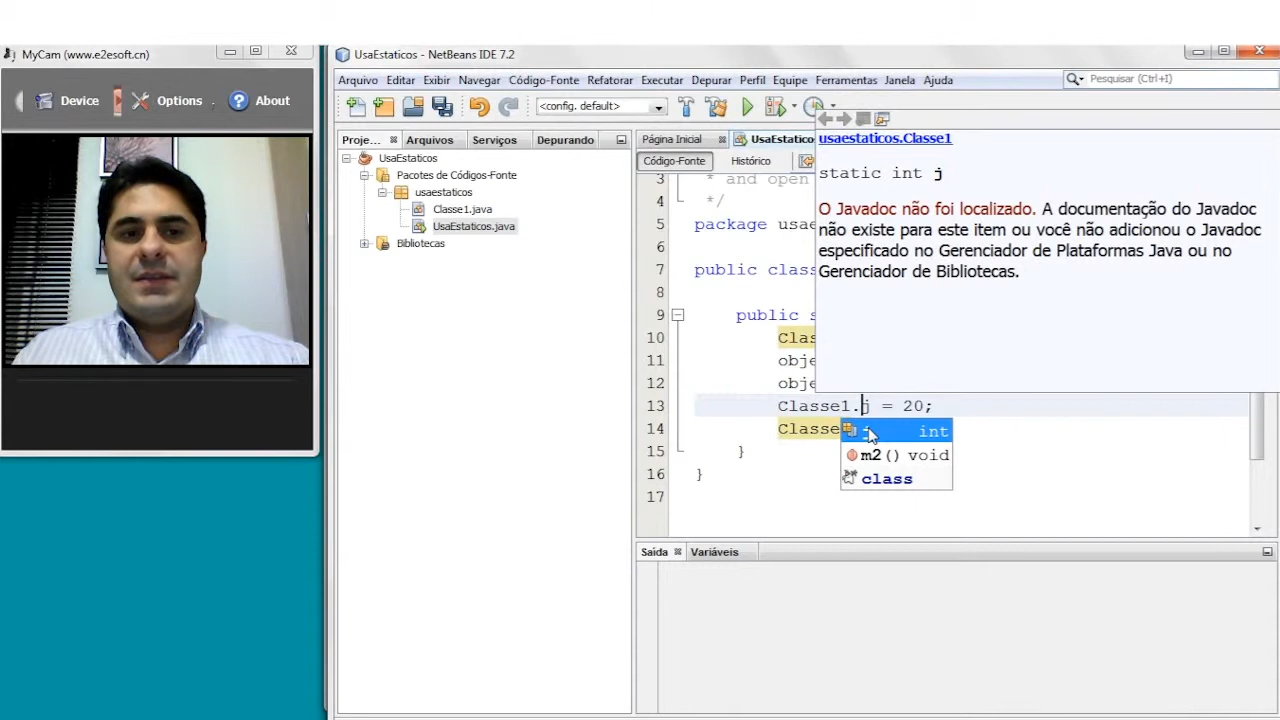 MyCam (www.e2esoft.cn)
Device
Options
About
UsaEstaticos - NetBeans IDE 7.2
Arquivo Editar Exibir Navegar Código-Fonte Refatorar Executar Depurar Perfil Equipe Ferramentas Janela Ajuda
Pesquisar (Ctrl+I)
<config. default>
Proje... Arquivos Serviços Depurando
UsaEstaticos
Pacotes de Códigos-Fonte
usaestaticos
Classe1.java
UsaEstaticos.java
Bibliotecas
Página Inicial
UsaEstatico
Código-Fonte
Histórico
3 * and open
4 */
5 package usae
6
7 public class
8
9 public s
10 Clas
11 obje
12 obje
13 Classe1.j = 20;
14 Classe
15 }
16 }
17
usaestaticos.Classe1
static int j
O Javadoc não foi localizado. A documentação do Javadoc
não existe para este item ou você não adicionou o Javadoc
especificado no Gerenciador de Plataformas Java ou no
Gerenciador de Bibliotecas.
j int
m2() void
class
Saída
Variáveis